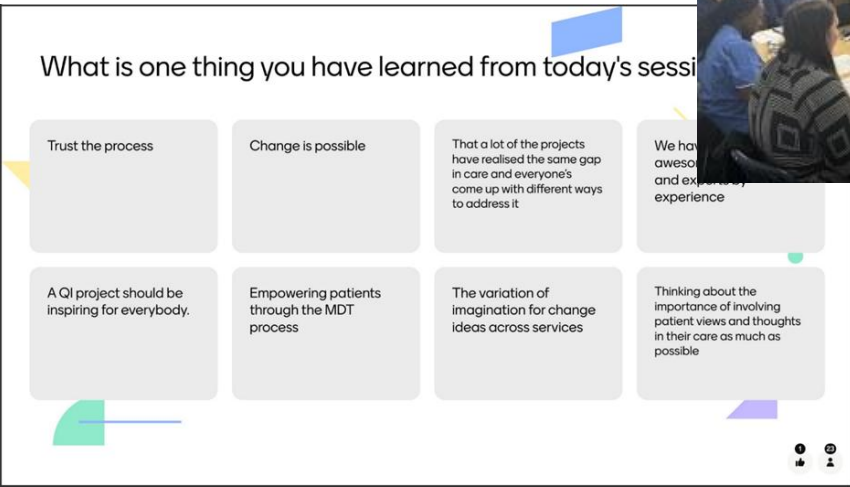 What is one thing you have learned from today's
Trust the process
Change is possible
That a lot of the projects
have realised the same gap
in care and everyone's
come up with different ways
to address it
We
and by
experience
A QI project should be
inspiring for everybody.
Empowering patients
through the MDT
process
The variation of
imagination for change
ideas across services
Thinking about the
importance of involving
patient views and thoughts
in their care as much as
possible
1
23